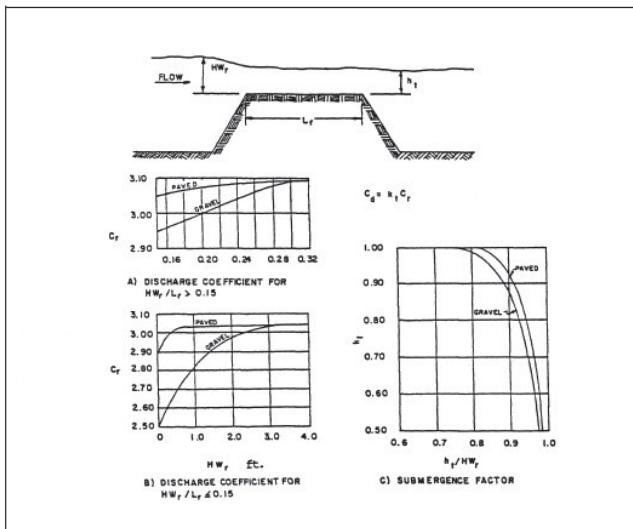 HWr
FLOW
ht
Lr
3.10
PAVED
GRAVEL
3.00
Cr
2.90
0.16 0.20 0.24 0.28 0.32
A) DISCHARGE COEFFICIENT FOR
HWr/Lr > 0.15
Cd = kt Cr
3.10
PAVED
3.00
GRAVEL
2.90
2.80
Cr
2.70
2.60
2.50
0 1.0 2.0 3.0 4.0
HWr ft.
B) DISCHARGE COEFFICIENT FOR
HWr/Lr ≤ 0.15
1.00
0.90
PAVED
GRAVEL
0.80
kt
0.70
0.60
0.50
0.6 0.7 0.8 0.9 1.0
ht/HWr
C) SUBMERGENCE FACTOR